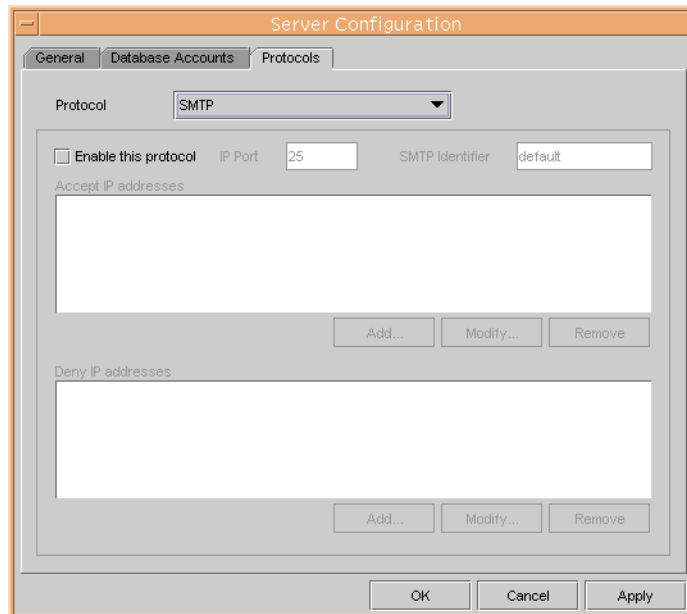 Server Configuration
General Database Accounts Protocols
Protocol SMTP
Enable this protocol IP Port 25 SMTP Identifier default
Accept IP addresses
Add... Modify... Remove
Deny IP addresses
Add... Modify... Remove
OK Cancel Apply